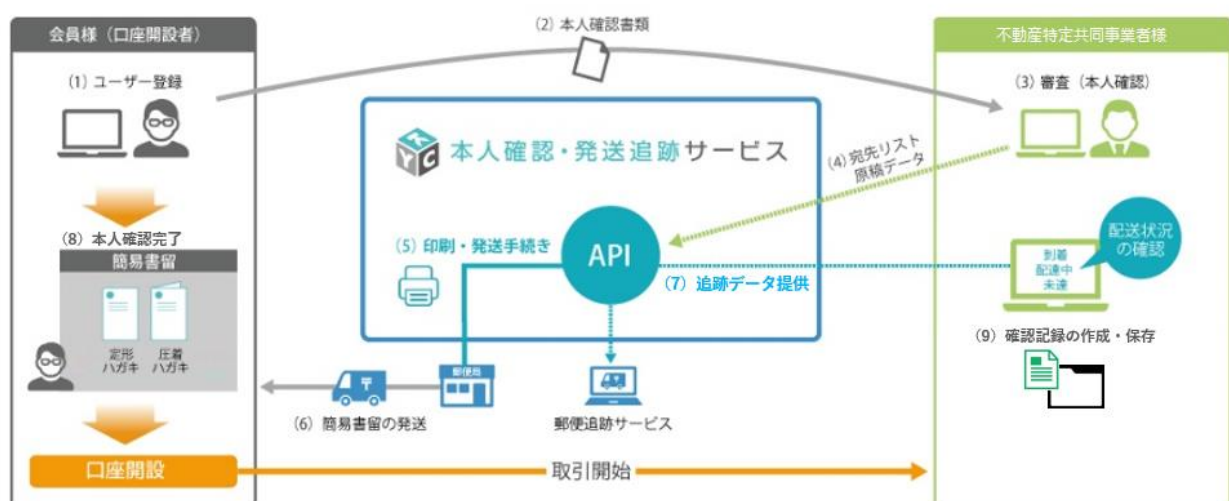 会員様（口座開設者）
(1) ユーザー登録
(2) 本人確認書類
不動産特定共同事業者様
(3) 審査（本人確認）
KYC
本人確認・発送追跡サービス
(4) 宛先リスト
原稿データ
(5) 印刷・発送手続き
API
(7) 追跡データ提供
配送状況
の確認
到着
配達中
未達
(8) 本人確認完了
簡易書留
定形
ハガキ
圧着
ハガキ
〒
郵便局
(6) 簡易書留の発送
郵便追跡サービス
(9) 確認記録の作成・保存
口座開設
取引開始